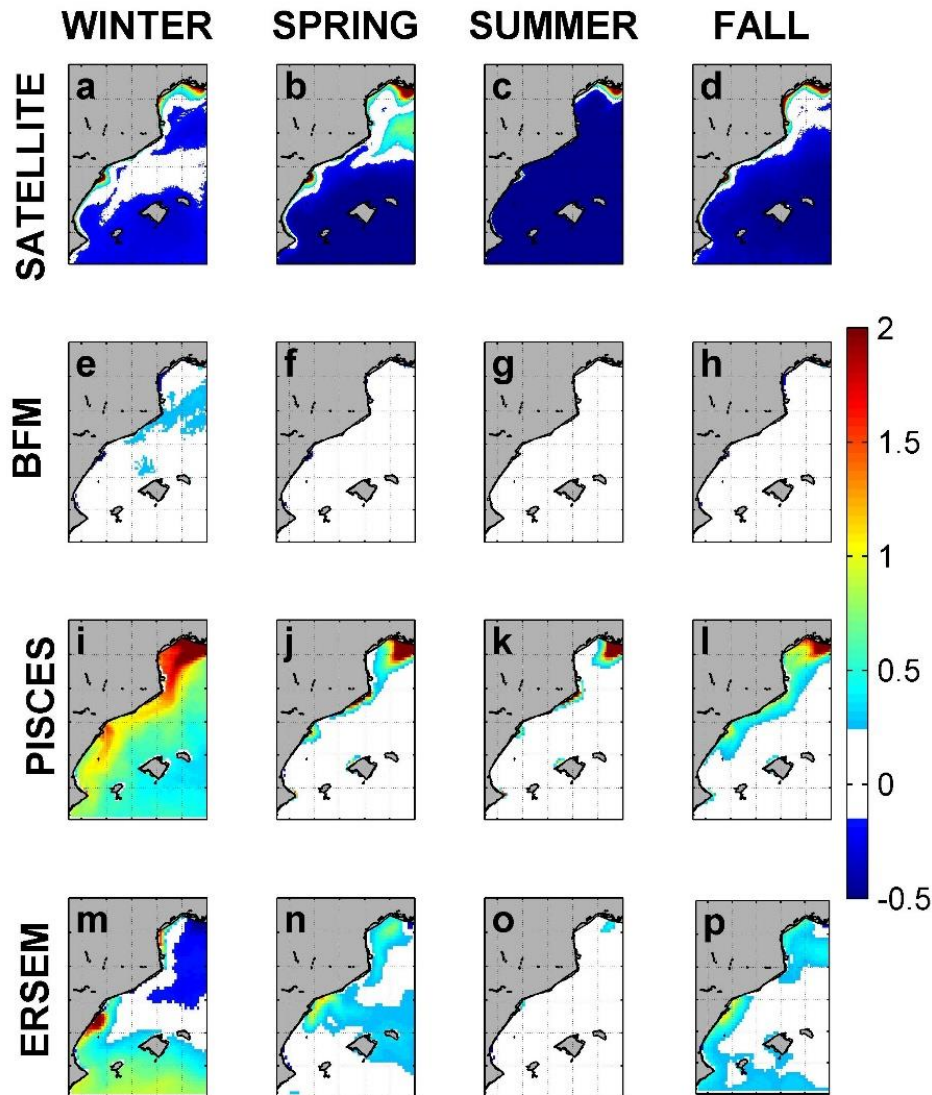 WINTER SPRING SUMMER FALL
SATELLITE
a b c d
BFM
e f g h
PISCES
i j k l
ERSEM
m n o p
2
1.5
1
0.5
0
-0.5